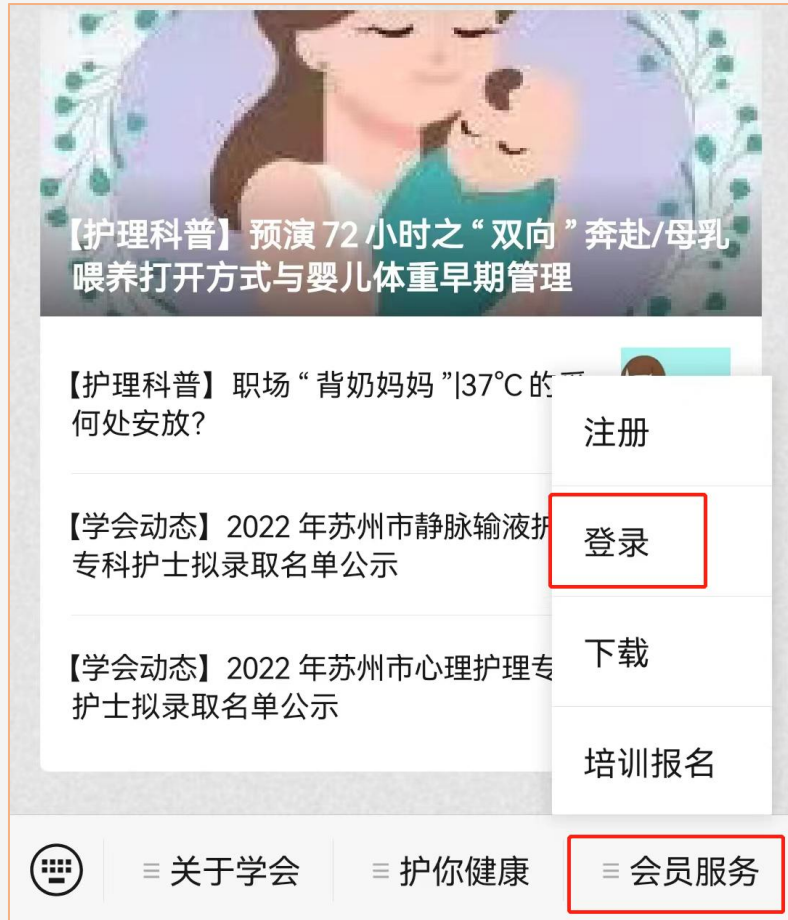 【护理科普】预演 72 小时之 “ 双向 ” 奔赴/母乳
喂养打开方式与婴儿体重早期管理
【护理科普】职场 “ 背奶妈妈 ”|37°C 的
何处安放?
注册
【学会动态】2022 年苏州市静脉输液
专科护士拟录取名单公示
登录
下载
【学会动态】2022 年苏州市心理护理专
护士拟录取名单公示
培训报名
关于学会
护你健康
会员服务